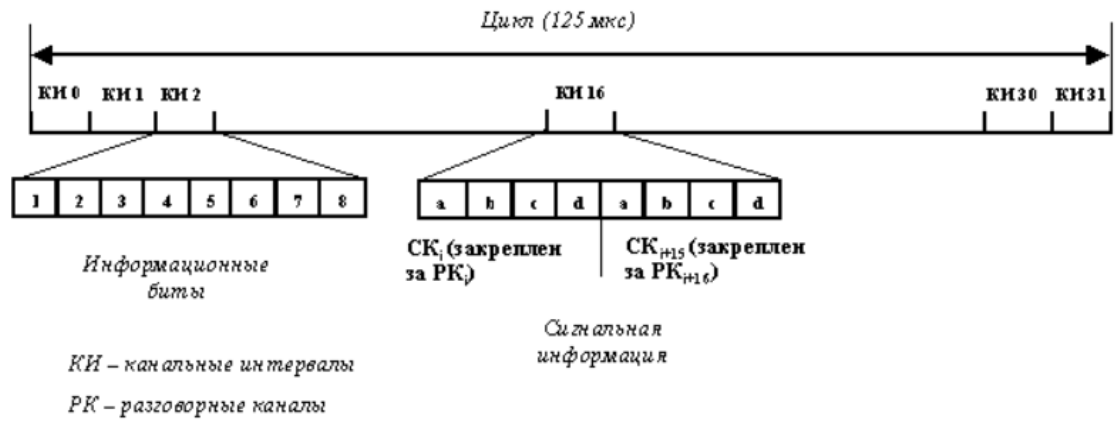 Цикл (125 мкс)
КИ 0 КИ 1 КИ 2 КИ 16 КИ 30 КИ 31
1 2 3 4 5 6 7 8
a b c d a b c d
Информационные
биты
СКi (закреплен
за РКi)
СКi+15 (закреплен
за РКi+16)
Сигнальная
информация
КИ – канальные интервалы
РК – разговорные каналы